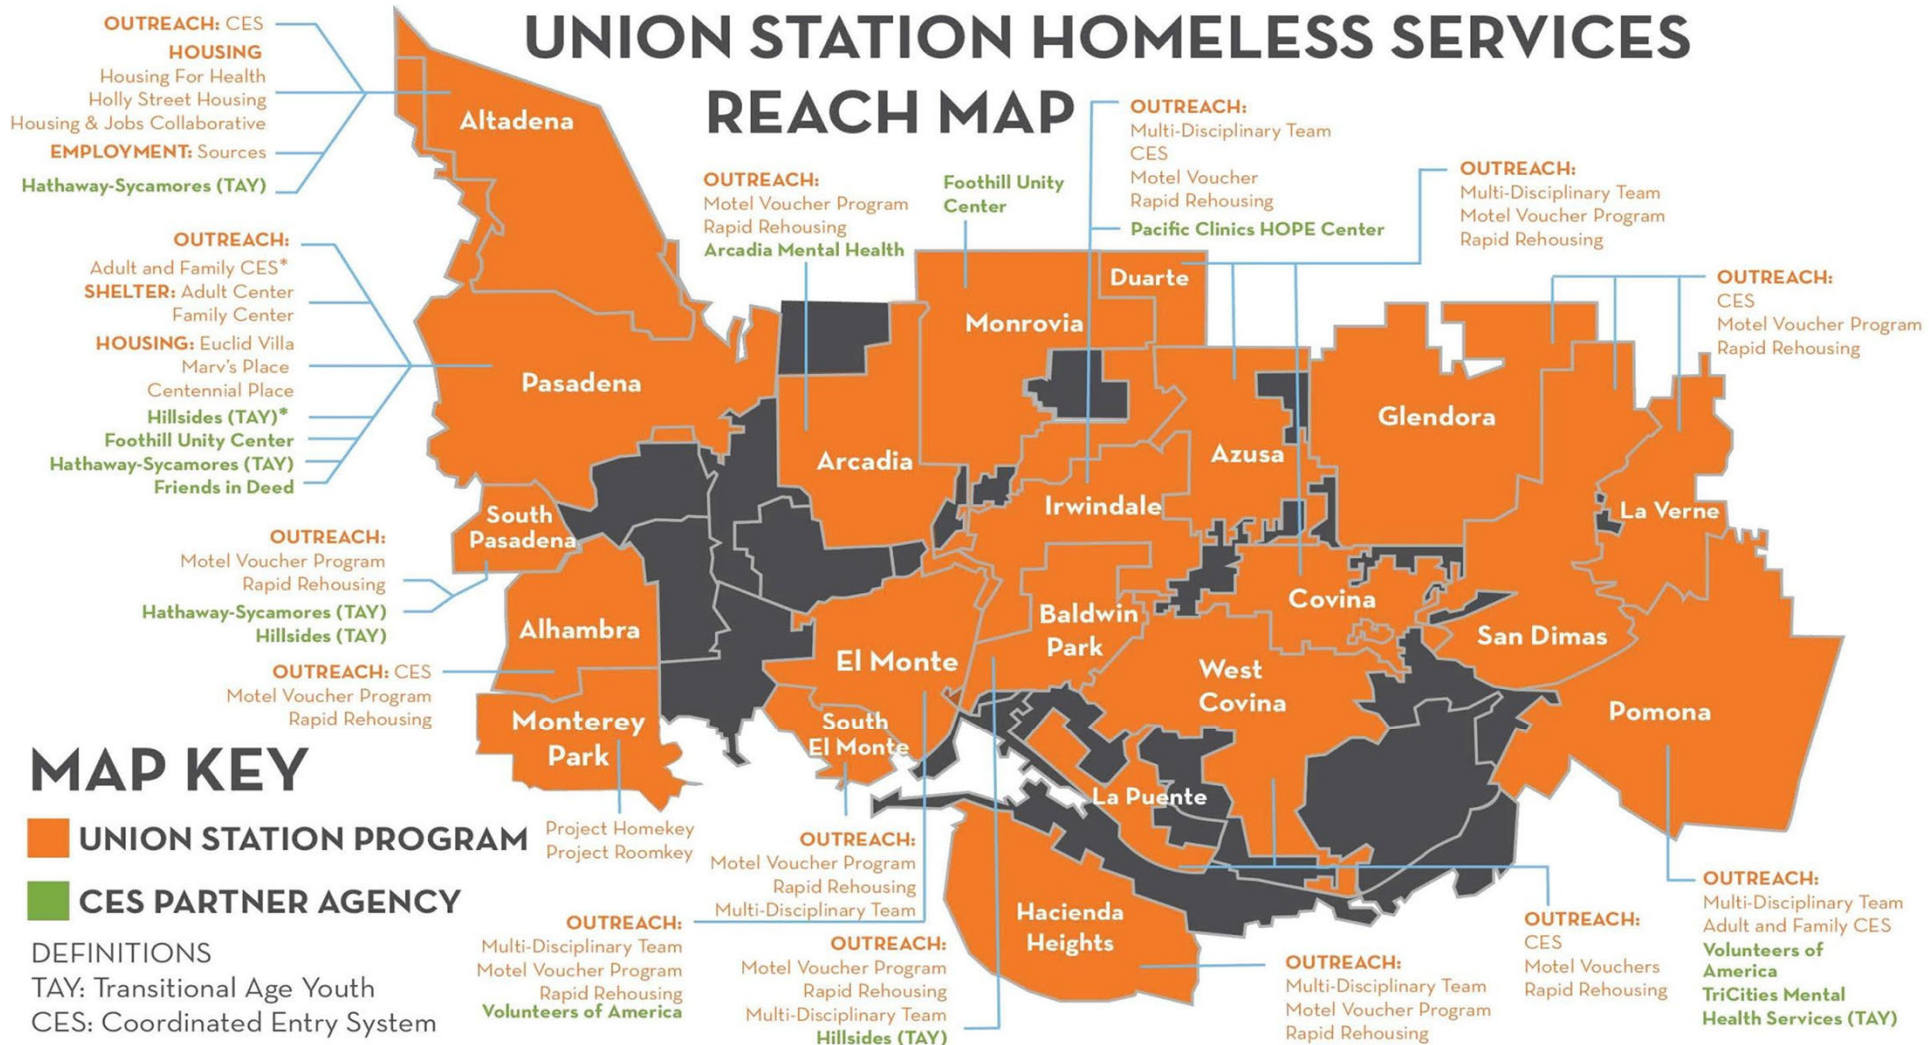 UNION STATION HOMELESS SERVICES
REACH MAP
OUTREACH: CES
HOUSING
Housing For Health
Holly Street Housing
Housing & Jobs Collaborative
EMPLOYMENT: Sources
Hathaway-Sycamores (TAY)
OUTREACH:
Adult and Family CES*
SHELTER: Adult Center
Family Center
HOUSING: Euclid Villa
Marv's Place
Centennial Place
Hillsides (TAY)*
Foothill Unity Center
Hathaway-Sycamores (TAY)
Friends in Deed
OUTREACH:
Motel Voucher Program
Rapid Rehousing
Hathaway-Sycamores (TAY)
Hillsides (TAY)
OUTREACH: CES
Motel Voucher Program
Rapid Rehousing
OUTREACH:
Motel Voucher Program
Rapid Rehousing
Arcadia Mental Health
Foothill Unity
Center
OUTREACH:
Multi-Disciplinary Team
CES
Motel Voucher
Rapid Rehousing
Pacific Clinics HOPE Center
OUTREACH:
Multi-Disciplinary Team
Motel Voucher Program
Rapid Rehousing
OUTREACH:
CES
Motel Voucher Program
Rapid Rehousing
Altadena
Pasadena
South
Pasadena
Alhambra
Monterey
Park
Arcadia
Monrovia
Duarte
Irwindale
Azusa
Glendora
La Verne
San Dimas
Covina
Baldwin
Park
West
Covina
El Monte
South
El Monte
La Puente
Pomona
Hacienda
Heights
MAP KEY
UNION STATION PROGRAM
CES PARTNER AGENCY
DEFINITIONS
TAY: Transitional Age Youth
CES: Coordinated Entry System
Project Homekey
Project Roomkey
OUTREACH:
Motel Voucher Program
Rapid Rehousing
Multi-Disciplinary Team
OUTREACH:
Multi-Disciplinary Team
Motel Voucher Program
Rapid Rehousing
Volunteers of America
OUTREACH:
Motel Voucher Program
Rapid Rehousing
Multi-Disciplinary Team
Hillsides (TAY)
OUTREACH:
Multi-Disciplinary Team
Motel Voucher Program
Rapid Rehousing
OUTREACH:
CES
Motel Vouchers
Rapid Rehousing
OUTREACH:
Multi-Disciplinary Team
Adult and Family CES
Volunteers of
America
TriCities Mental
Health Services (TAY)